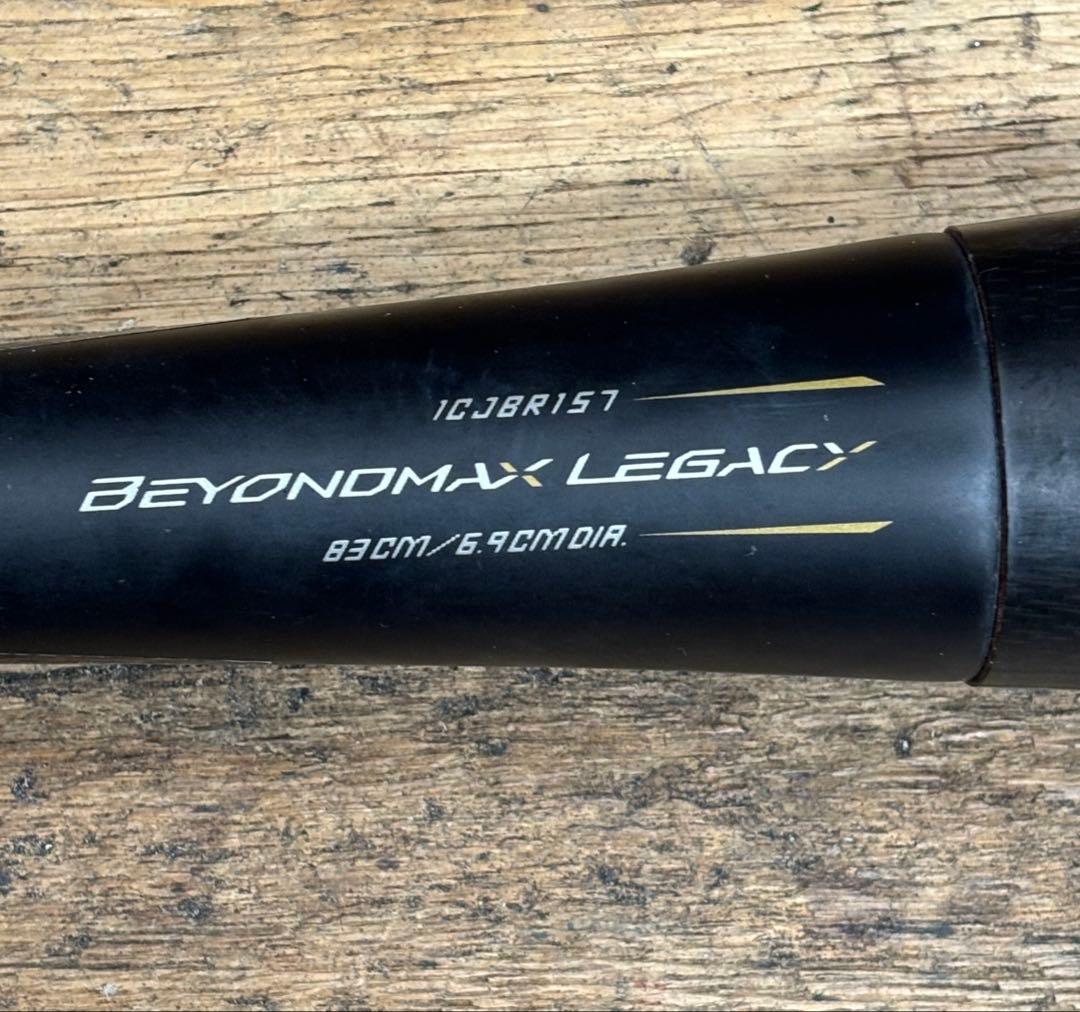 1CJBR157
BEYONDMAX LEGACY
83CM/6.9CMDIA.